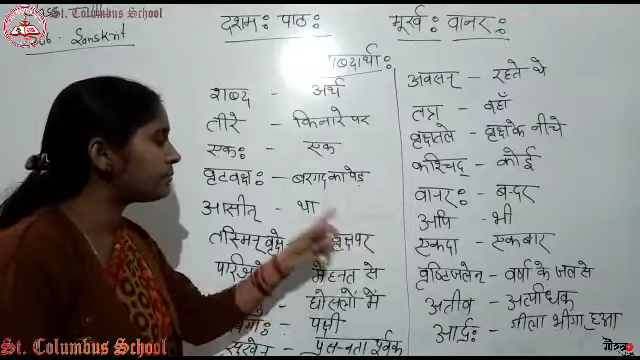 St. Columbus School
Sub - Sanskrit
दशमः पाठः
मूर्खः वानरः
शब्दार्थाः
शब्द - अर्थ
तीरे - किनारे पर
एकः - एक
वटवृक्षः - बरगद का पेड़
आसीत् - था
तस्मिन् वृक्षे - वृक्ष पर
मेहनत से
घोसलों में
खगाः - पक्षी
सुखेन - प्रसन्नता पूर्वक
अवसन् - रहते थे
तत्र - वहाँ
वृक्षतले - वृक्ष के नीचे
कश्चिद् - कोई
वानरः - बन्दर
अपि - भी
एकदा - एकबार
वृष्टिजलेन - वर्षा के जल से
अतीव - अत्यधिक
आर्द्रः - गीला भीगा हुआ
St. Columbus School